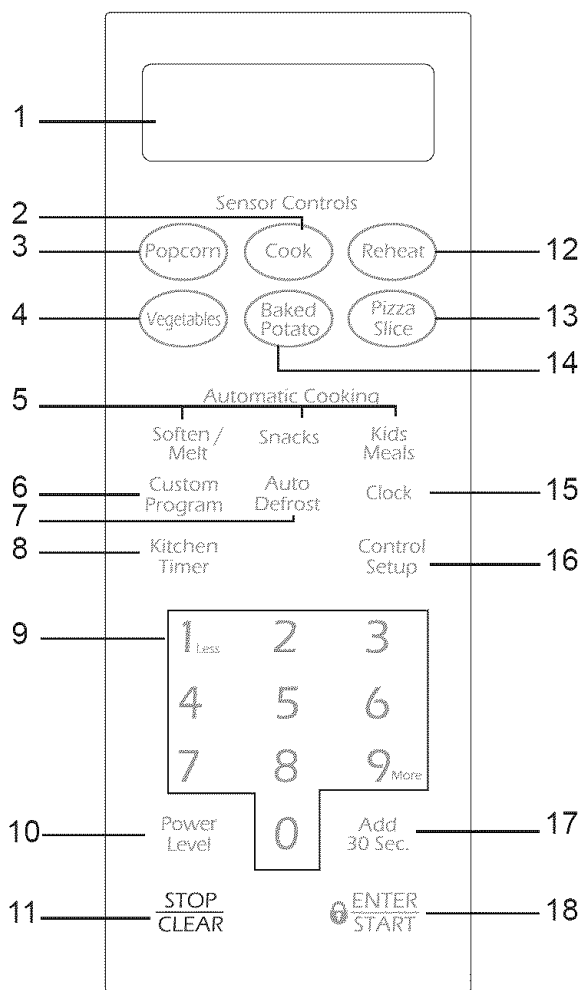 1
Sensor Controls
2
3 Popcorn Cook Reheat 12
4 Vegetables Baked Potato Pizza Slice 13
14
5 Automatic Cooking
Soften / Melt Snacks Kids Meals
6 Custom Program Auto Defrost Clock 15
7
8 Kitchen Timer Control Setup 16
9 1 Less 2 3
4 5 6
7 8 9 More
10 Power Level 0 Add 30 Sec. 17
11 STOP CLEAR ENTER START 18